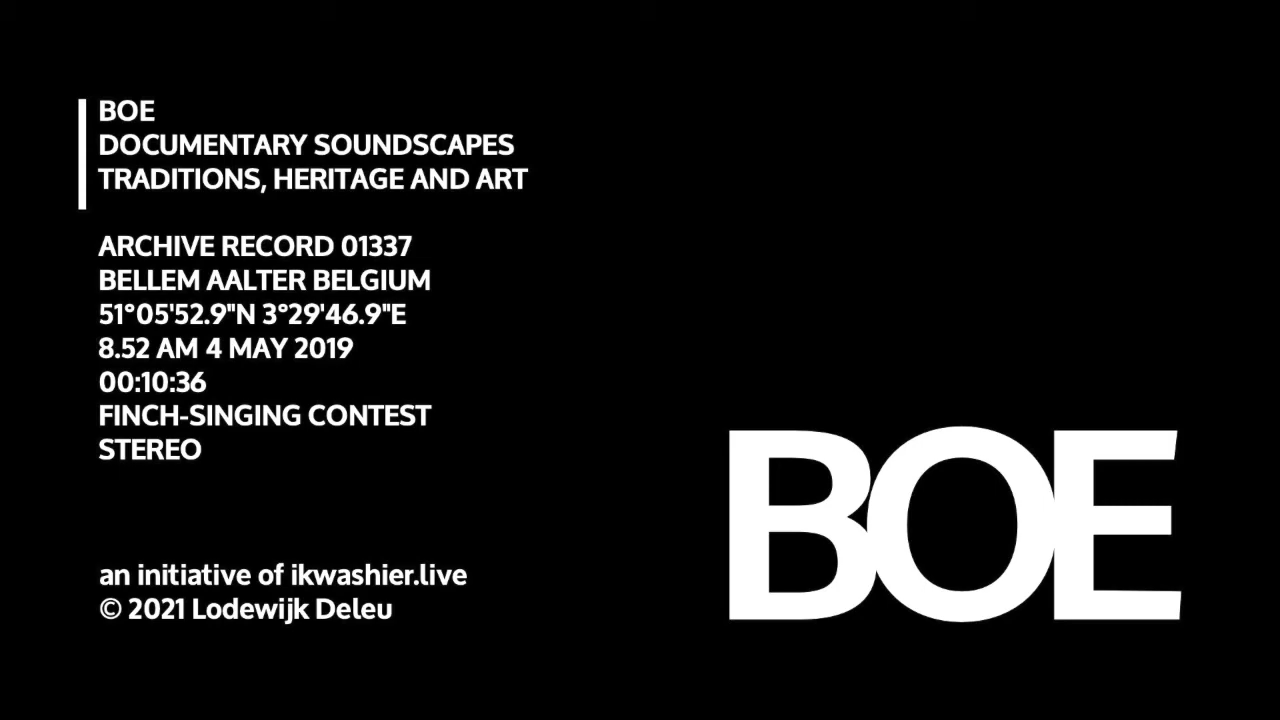 BOE
DOCUMENTARY SOUNDSCAPES
TRADITIONS, HERITAGE AND ART
ARCHIVE RECORD 01337
BELLEM AALTER BELGIUM
51°05'52.9"N 3°29'46.9"E
8.52 AM 4 MAY 2019
00:10:36
FINCH-SINGING CONTEST
STEREO
an initiative of ikwashier.live
© 2021 Lodewijk Deleu
BOE